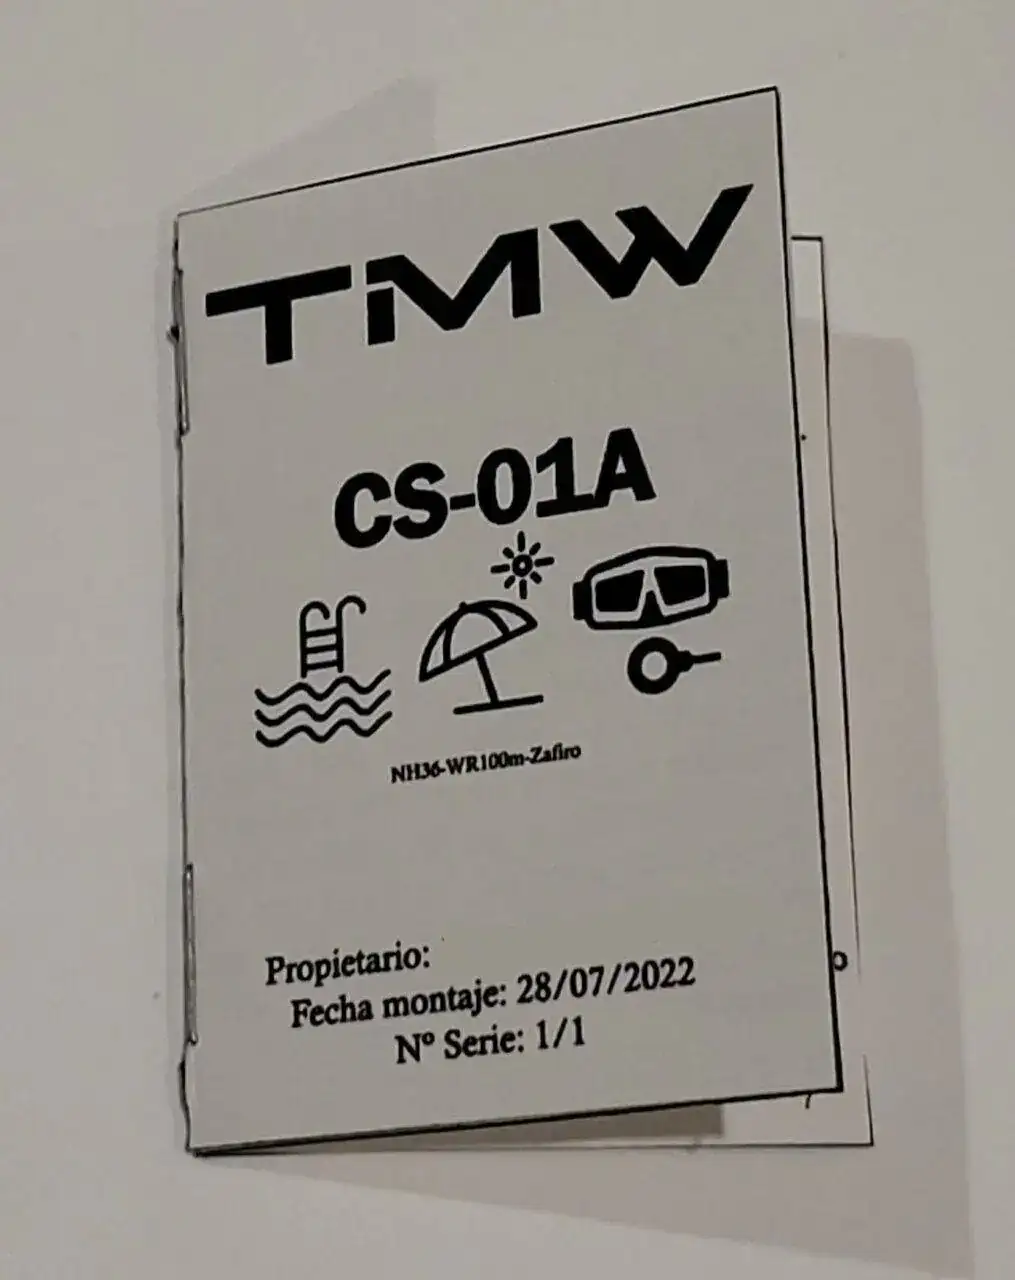 TMW
CS-01A
NH36-WR100m-Zafiro
Propietario:
Fecha montaje: 28/07/2022
Nº Serie: 1/1